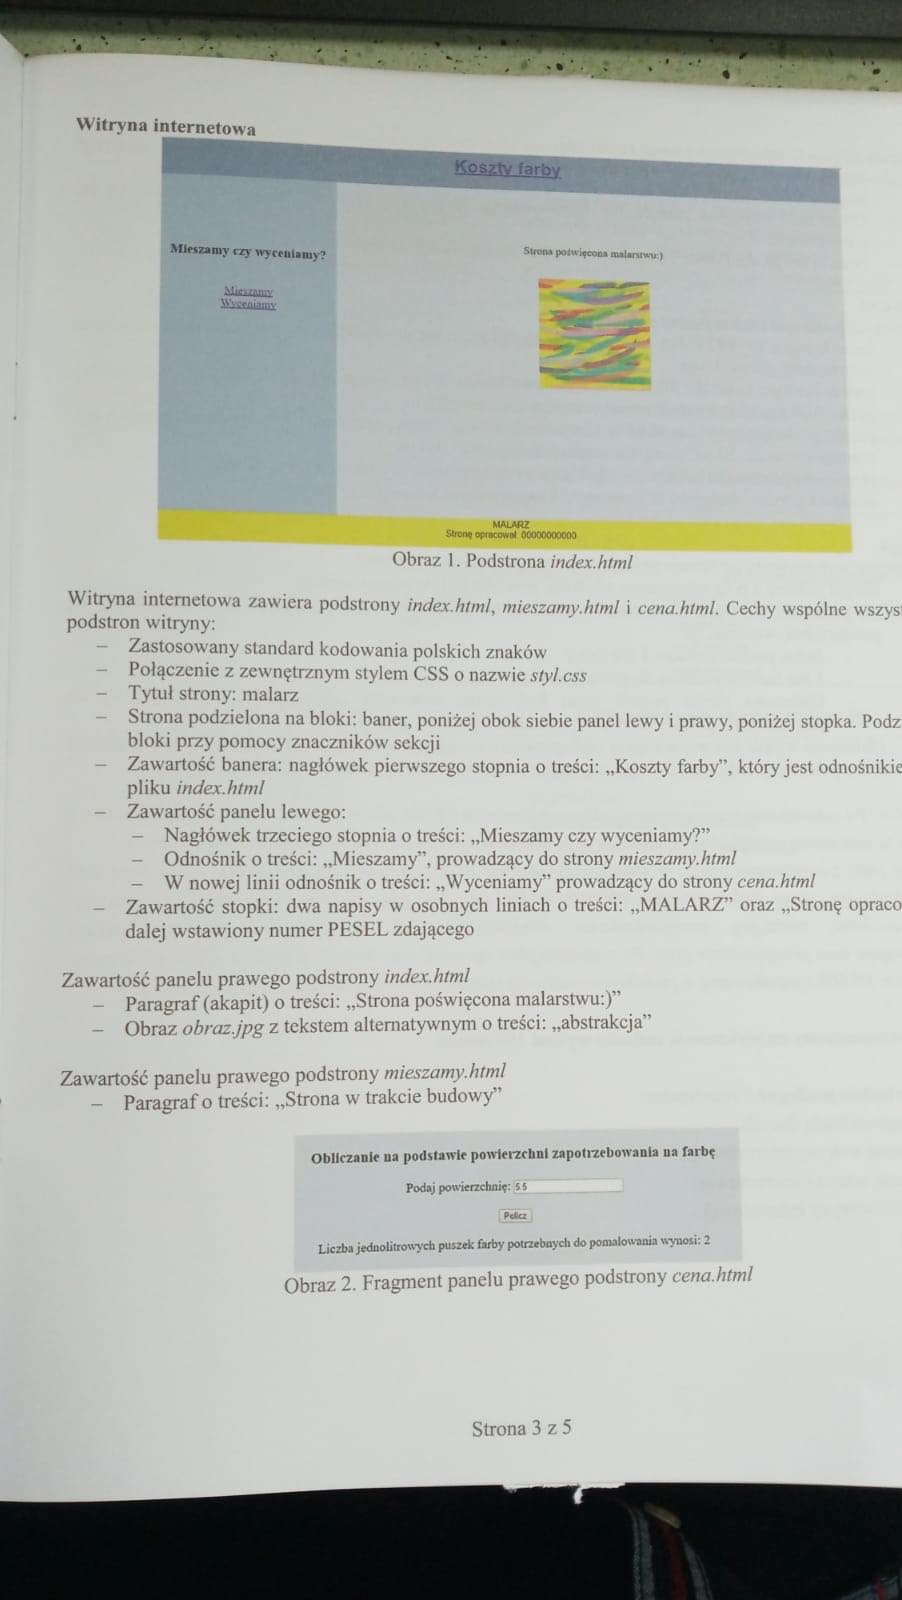 Witryna internetowa
Koszty farby
Mieszamy czy wyceniamy?
Mieszamy
Wyceniamy
Strona poświęcona malarstwu:)
MALARZ
Stronę opracował: 00000000000
Obraz 1. Podstrona index.html
Witryna internetowa zawiera podstrony index.html, mieszamy.html i cena.html. Cechy wspólne
podstron witryny:
– Zastosowany standard kodowania polskich znaków
– Połączenie z zewnętrznym stylem CSS o nazwie styl.css
– Tytuł strony: malarz
– Strona podzielona na bloki: baner, poniżej obok siebie panel lewy i prawy, poniżej stopka.
bloki przy pomocy znaczników sekcji
– Zawartość banera: nagłówek pierwszego stopnia o treści: „Koszty farby”, który jest
pliku index.html
– Zawartość panelu lewego:
– Nagłówek trzeciego stopnia o treści: „Mieszamy czy wyceniamy?”
– Odnośnik o treści: „Mieszamy”, prowadzący do strony mieszamy.html
– W nowej linii odnośnik o treści: „Wyceniamy” prowadzący do strony cena.html
– Zawartość stopki: dwa napisy w osobnych liniach o treści: „MALARZ” oraz „Stronę
dalej wstawiony numer PESEL zdającego
Zawartość panelu prawego podstrony index.html
– Paragraf (akapit) o treści: „Strona poświęcona malarstwu:)”
– Obraz obraz.jpg z tekstem alternatywnym o treści: „abstrakcja”
Zawartość panelu prawego podstrony mieszamy.html
– Paragraf o treści: „Strona w trakcie budowy”
Obliczanie na podstawie powierzchni zapotrzebowania na farbę
Podaj powierzchnię: 5.5
Policz
Liczba jednolitrowych puszek farby potrzebnych do pomalowania wynosi: 2
Obraz 2. Fragment panelu prawego podstrony cena.html
Strona 3 z 5